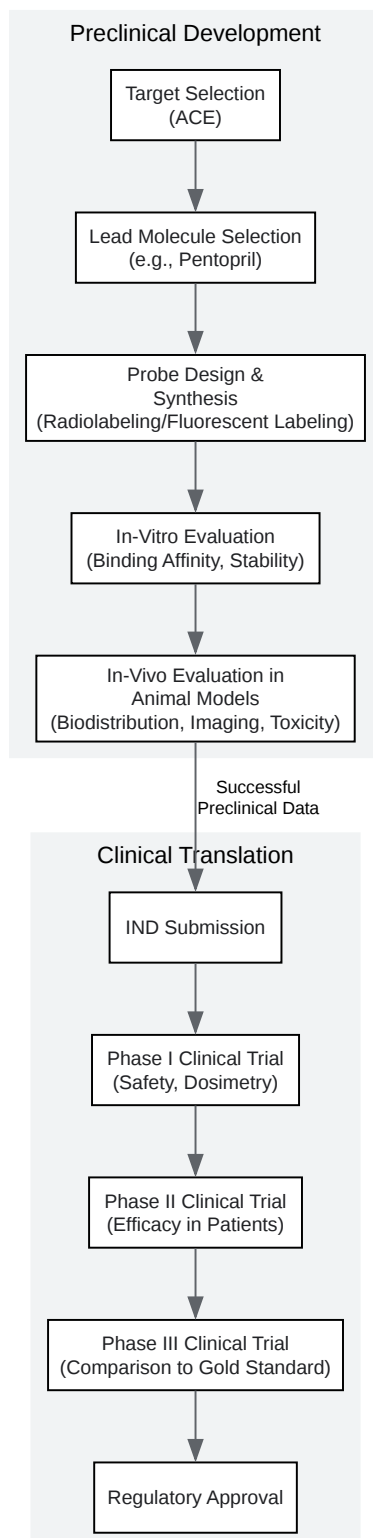 Preclinical Development
Target Selection
(ACE)
Lead Molecule Selection
(e.g., Pentopril)
Probe Design &
Synthesis
(Radiolabeling/Fluorescent Labeling)
In-Vitro Evaluation
(Binding Affinity, Stability)
In-Vivo Evaluation in
Animal Models
(Biodistribution, Imaging, Toxicity)
Successful
Preclinical Data
Clinical Translation
IND Submission
Phase I Clinical Trial
(Safety, Dosimetry)
Phase II Clinical Trial
(Efficacy in Patients)
Phase III Clinical Trial
(Comparison to Gold Standard)
Regulatory Approval